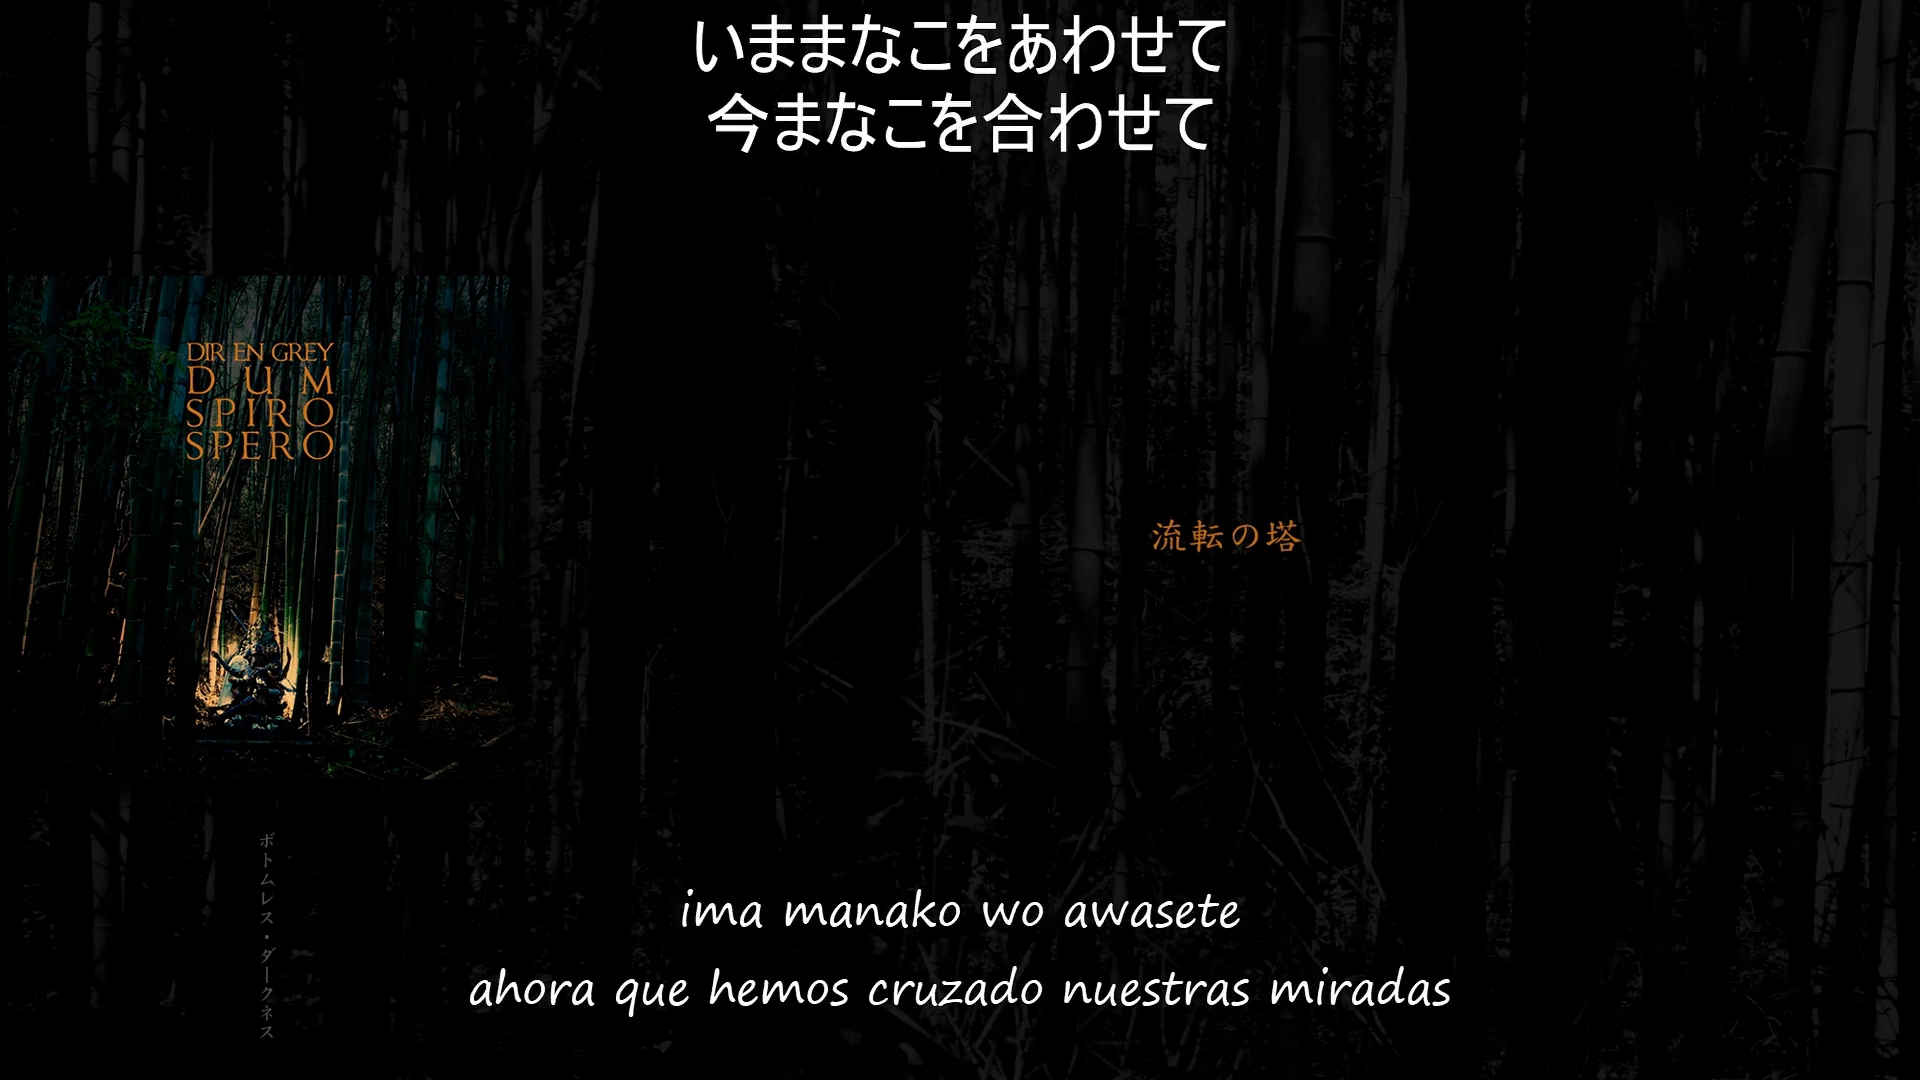 いままなこをあわせて
今まなこを合わせて
DIR EN GREY
DUM
SPIRO
SPERO
流転の塔
ボトムレス・ダークネス
ima manako wo awasete
ahora que hemos cruzado nuestras miradas